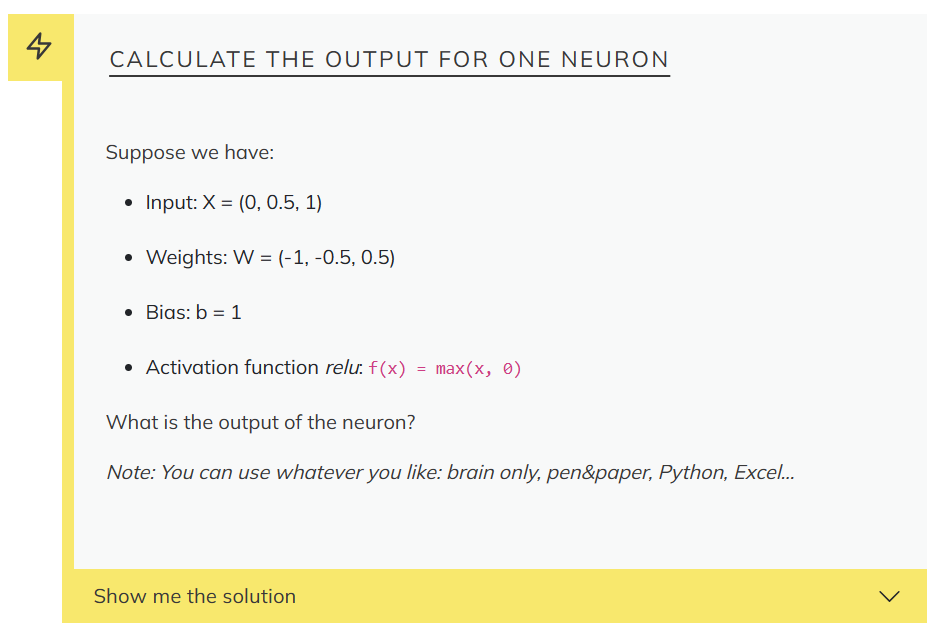 CALCULATE THE OUTPUT FOR ONE NEURON
Suppose we have:
• Input: X = (0, 0.5, 1)
• Weights: W = (-1, -0.5, 0.5)
• Bias: b = 1
• Activation function relu: f(x) = max(x, 0)
What is the output of the neuron?
Note: You can use whatever you like: brain only, pen&paper, Python, Excel...
Show me the solution